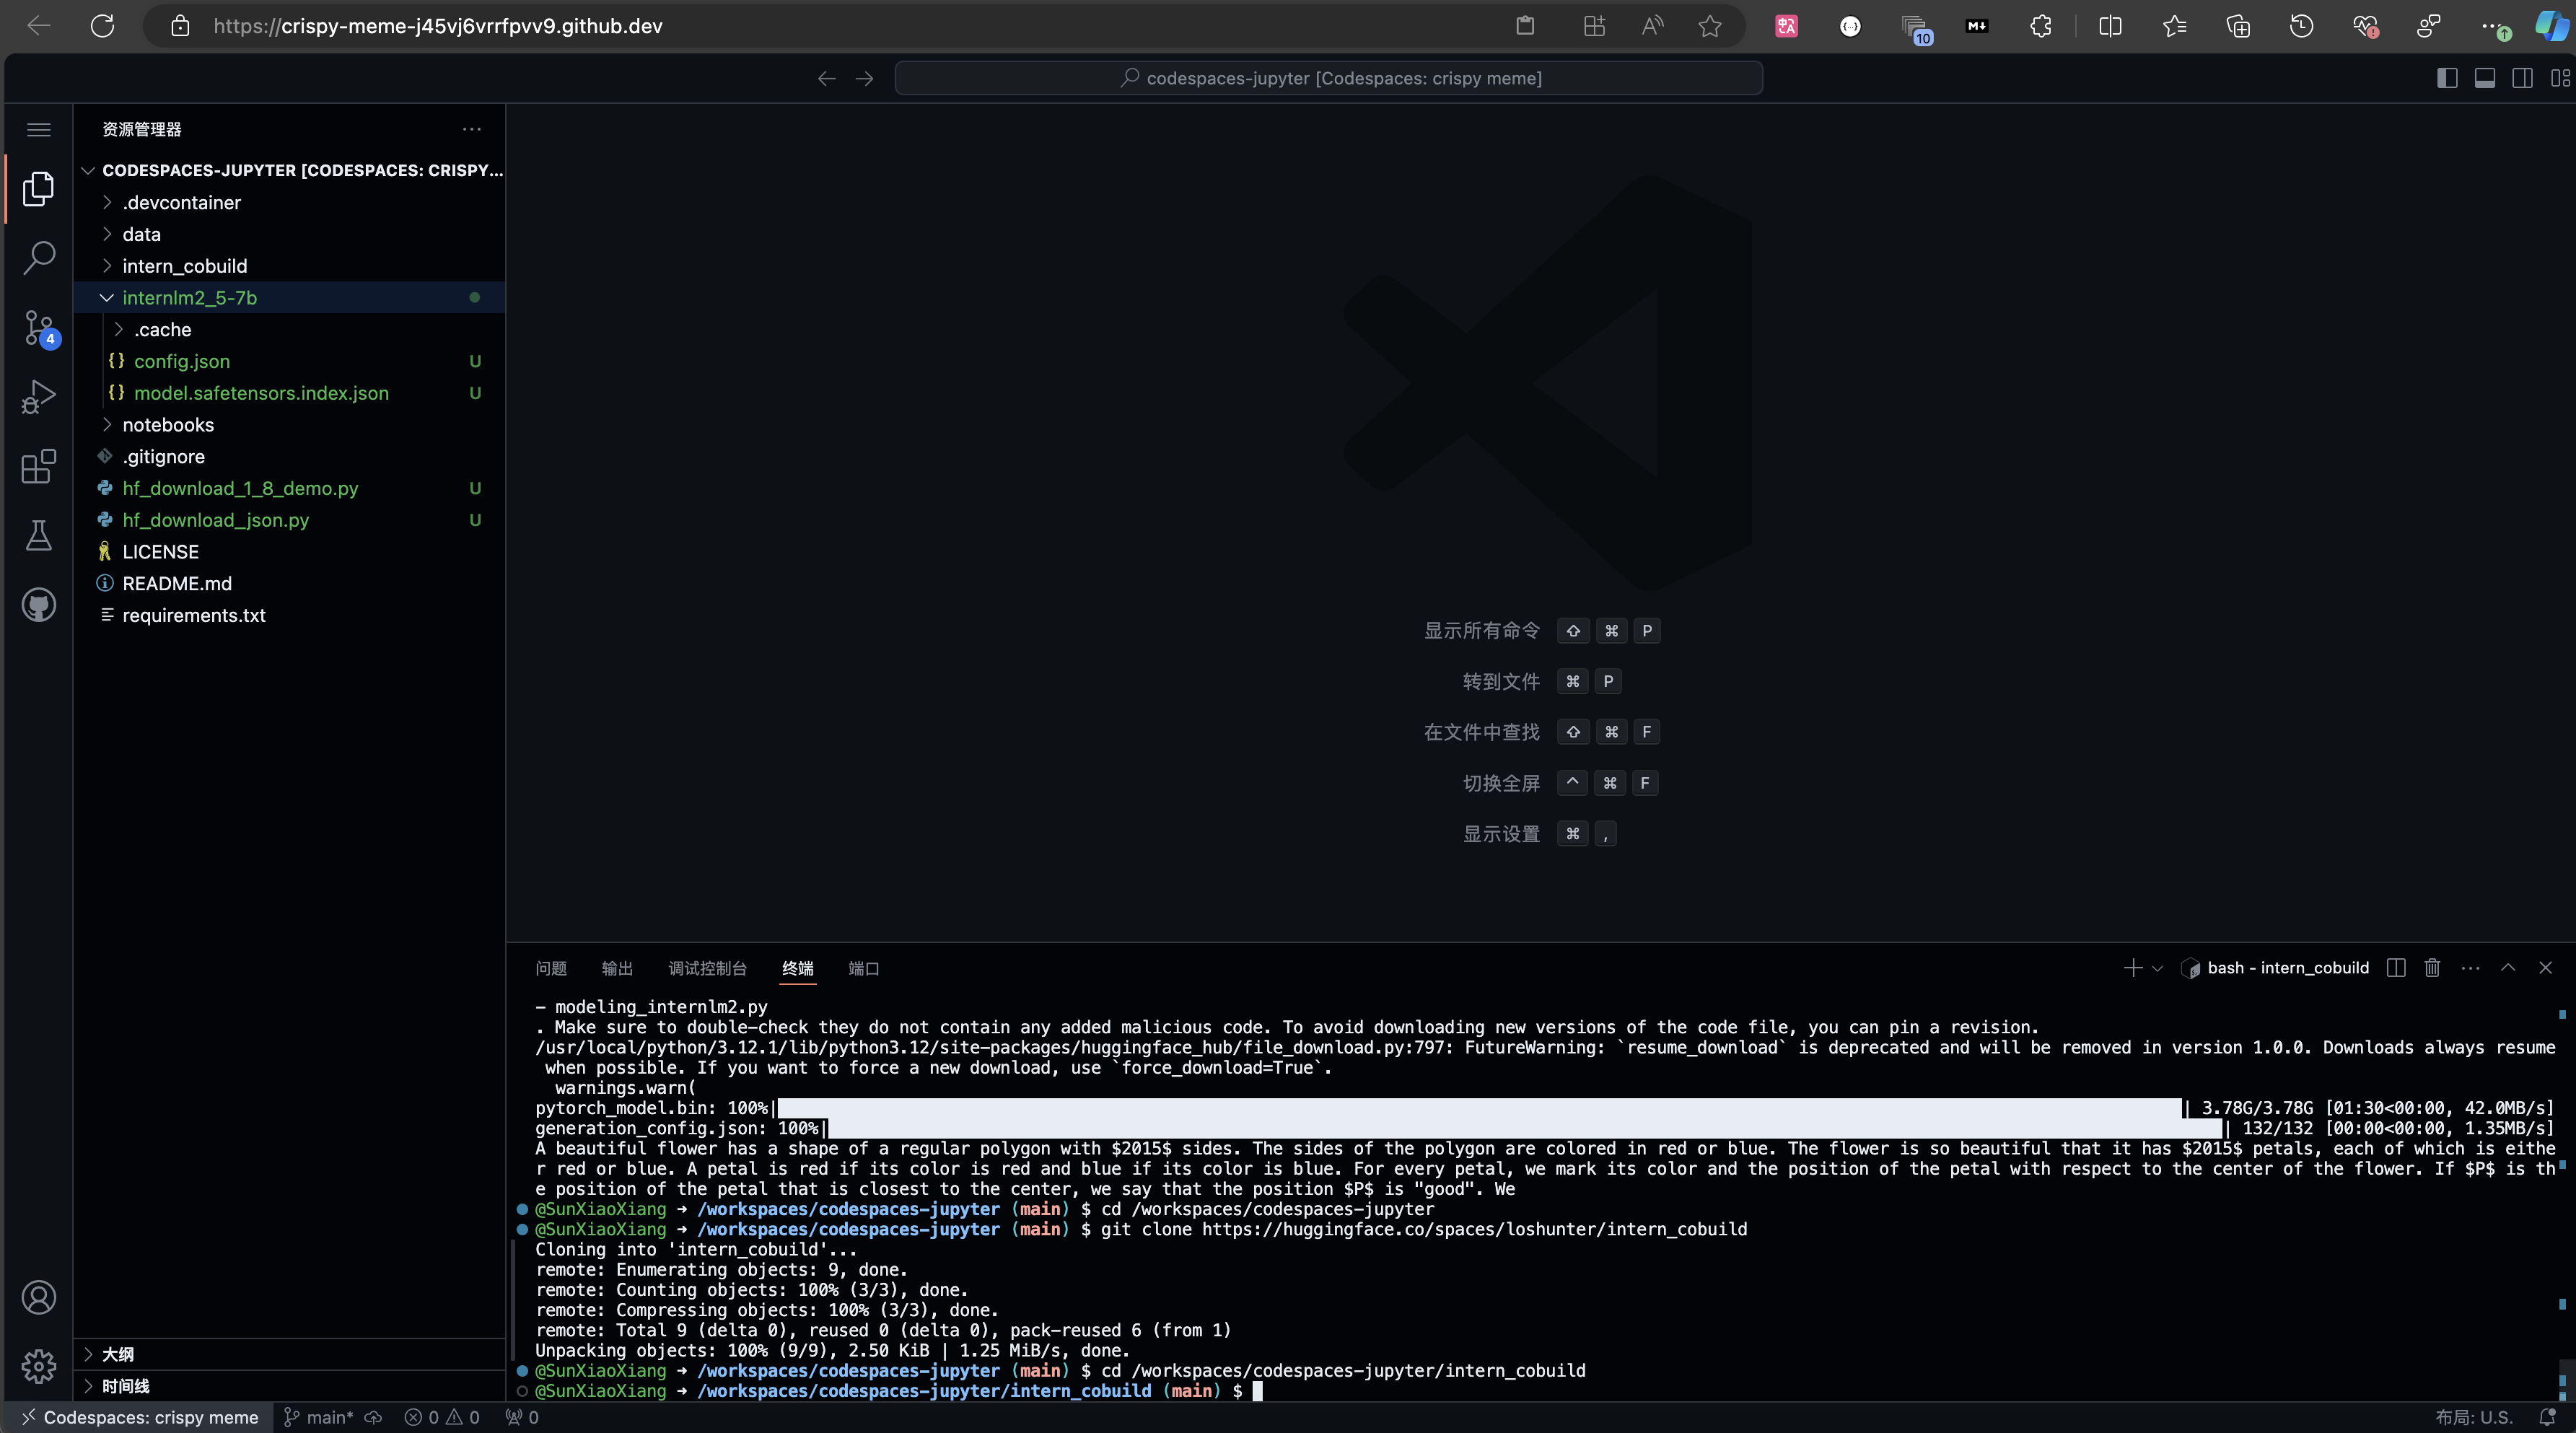 https://crispy-meme-j45vj6vrrfpvv9.github.dev
10
M↓
codespaces-jupyter [Codespaces: crispy meme]
资源管理器
CODESPACES-JUPYTER [CODESPACES: CRISPY...
.devcontainer
data
intern_cobuild
internlm2_5-7b
.cache
4
{} config.json U
{} model.safetensors.index.json U
notebooks
.gitignore
hf_download_1_8_demo.py U
hf_download_json.py U
LICENSE
README.md
requirements.txt
大纲
时间线
显示所有命令 ⇧ ⌘ P
转到文件 ⌘ P
在文件中查找 ⇧ ⌘ F
切换全屏 ^ ⌘ F
显示设置 ⌘ ,
问题 输出 调试控制台 终端 端口
bash - intern_cobuild
- modeling_internlm2.py
. Make sure to double-check they do not contain any added malicious code. To avoid downloading new versions of the code file, you can pin a revision.
/usr/local/python/3.12.1/lib/python3.12/site-packages/huggingface_hub/file_download.py:797: FutureWarning: `resume_download` is deprecated and will be removed in version 1.0.0. Downloads always resume
when possible. If you want to force a new download, use `force_download=True`.
warnings.warn(
pytorch_model.bin: 100%| | 3.78G/3.78G [01:30<00:00, 42.0MB/s]
generation_config.json: 100%| | 132/132 [00:00<00:00, 1.35MB/s]
A beautiful flower has a shape of a regular polygon with $2015$ sides. The sides of the polygon are colored in red or blue. The flower is so beautiful that it has $2015$ petals, each of which is eithe
r red or blue. A petal is red if its color is red and blue if its color is blue. For every petal, we mark its color and the position of the petal with respect to the center of the flower. If $P$ is th
e position of the petal that is closest to the center, we say that the position $P$ is "good". We
@SunXiaoXiang ➜ /workspaces/codespaces-jupyter (main) $ cd /workspaces/codespaces-jupyter
@SunXiaoXiang ➜ /workspaces/codespaces-jupyter (main) $ git clone https://huggingface.co/spaces/loshunter/intern_cobuild
Cloning into 'intern_cobuild'...
remote: Enumerating objects: 9, done.
remote: Counting objects: 100% (3/3), done.
remote: Compressing objects: 100% (3/3), done.
remote: Total 9 (delta 0), reused 0 (delta 0), pack-reused 6 (from 1)
Unpacking objects: 100% (9/9), 2.50 KiB | 1.25 MiB/s, done.
@SunXiaoXiang ➜ /workspaces/codespaces-jupyter (main) $ cd /workspaces/codespaces-jupyter/intern_cobuild
@SunXiaoXiang ➜ /workspaces/codespaces-jupyter/intern_cobuild (main) $
Codespaces: crispy meme main* 0 0 0 布局: U.S.